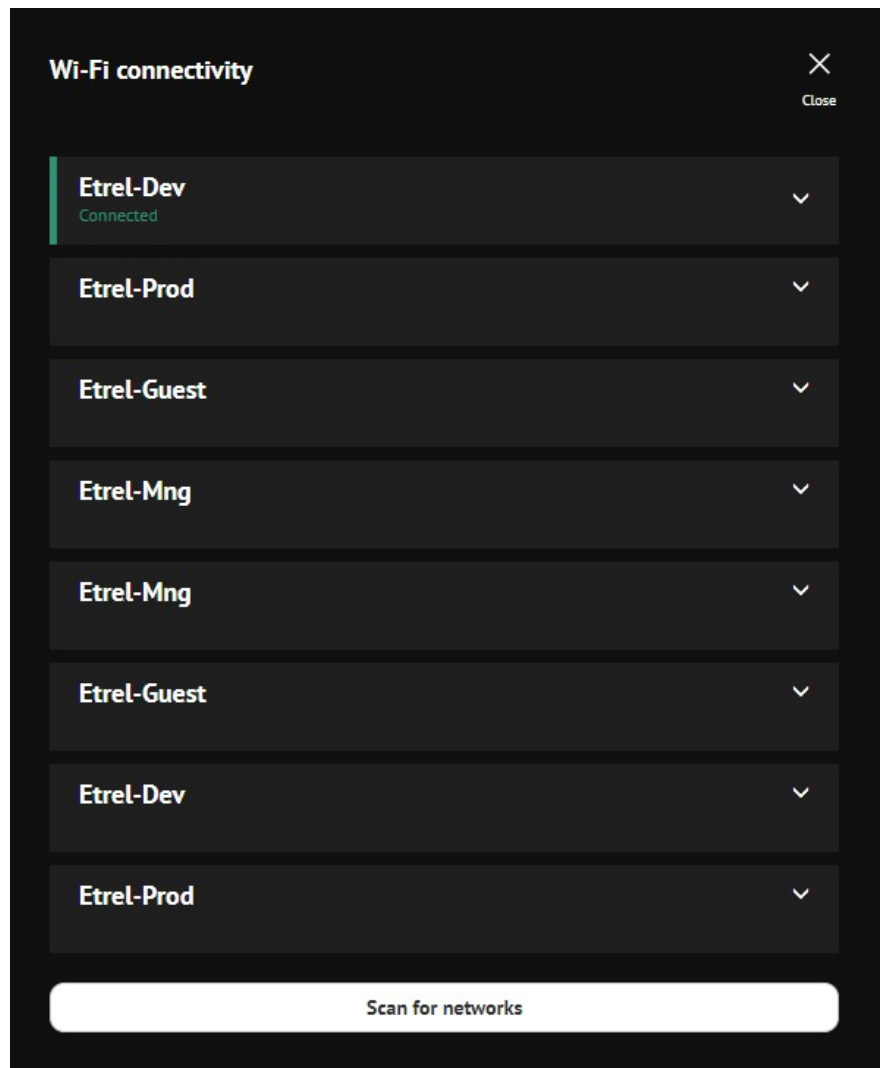 Wi-Fi connectivity
Close
Etrel-Dev
Connected
Etrel-Prod
Etrel-Guest
Etrel-Mng
Etrel-Mng
Etrel-Guest
Etrel-Dev
Etrel-Prod
Scan for networks